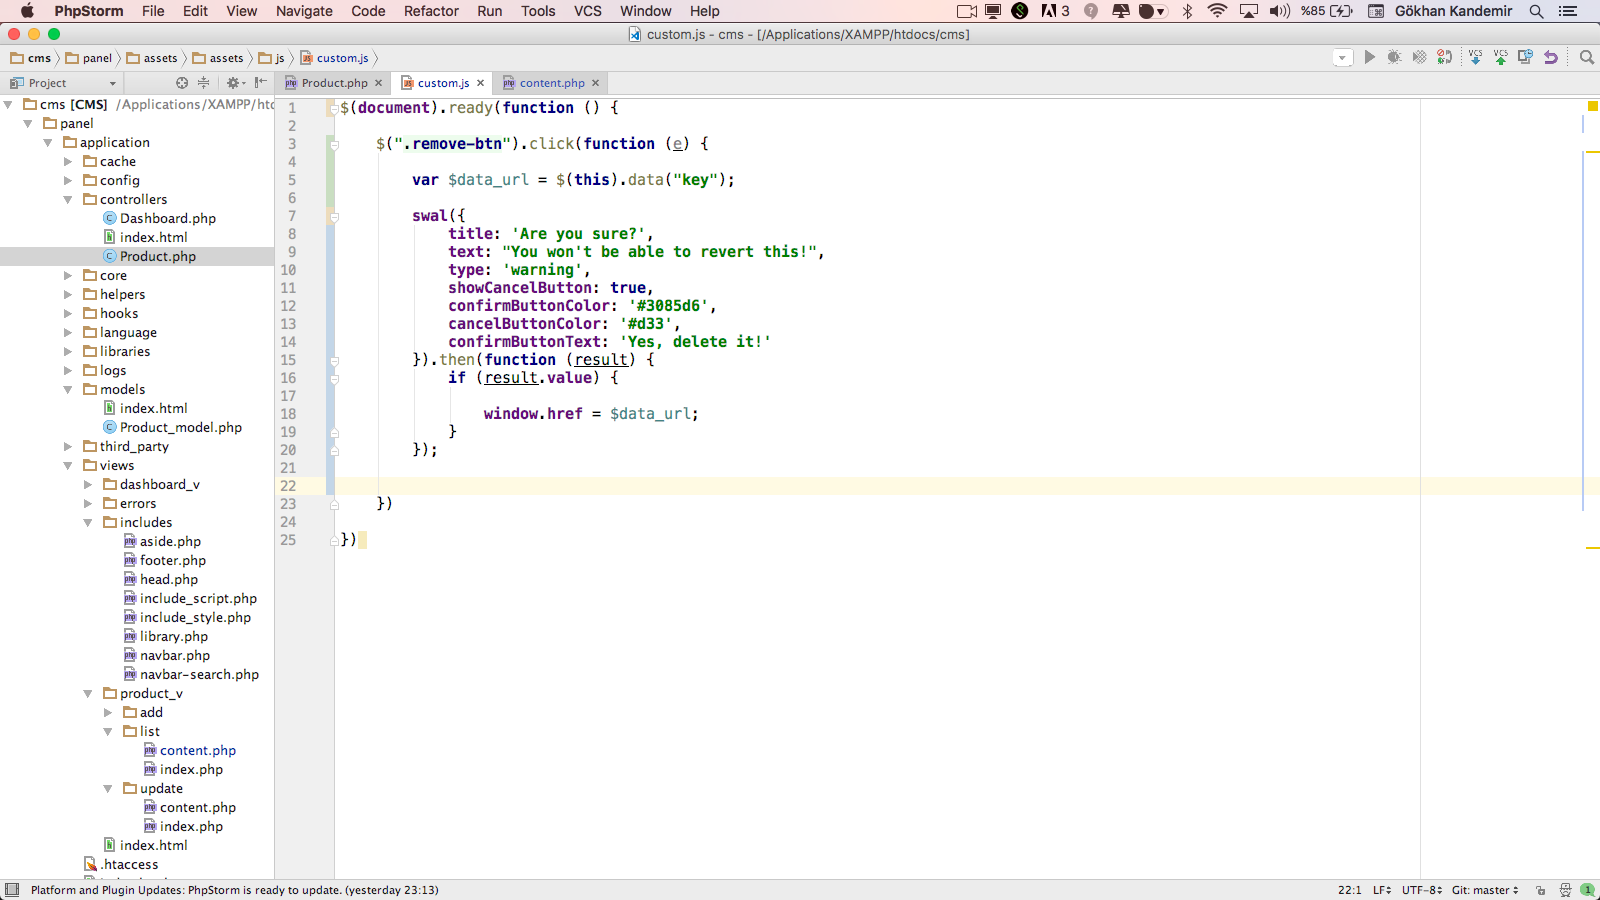 PhpStorm File Edit View Navigate Code Refactor Run Tools VCS Window Help 3 %85 Gökhan Kandemir
custom.js - cms - [/Applications/XAMPP/htdocs/cms]
cms panel assets assets js custom.js VCS VCS
Project Product.php custom.js content.php
cms [CMS] /Applications/XAMPP/htd
panel
application
cache
config
controllers
Dashboard.php
index.html
Product.php
core
helpers
hooks
language
libraries
logs
models
index.html
Product_model.php
third_party
views
dashboard_v
errors
includes
aside.php
footer.php
head.php
include_script.php
include_style.php
library.php
navbar.php
navbar-search.php
product_v
add
list
content.php
index.php
update
content.php
index.php
index.html
.htaccess
1 $(document).ready(function () {
2
3 $(".remove-btn").click(function (e) {
4
5 var $data_url = $(this).data("key");
6
7 swal({
8 title: 'Are you sure?',
9 text: "You won't be able to revert this!",
10 type: 'warning',
11 showCancelButton: true,
12 confirmButtonColor: '#3085d6',
13 cancelButtonColor: '#d33',
14 confirmButtonText: 'Yes, delete it!'
15 }).then(function (result) {
16 if (result.value) {
17
18 window.href = $data_url;
19 }
20 });
21
22
23 })
24
25 })
Platform and Plugin Updates: PhpStorm is ready to update. (yesterday 23:13) 22:1 LF UTF-8 Git: master 1